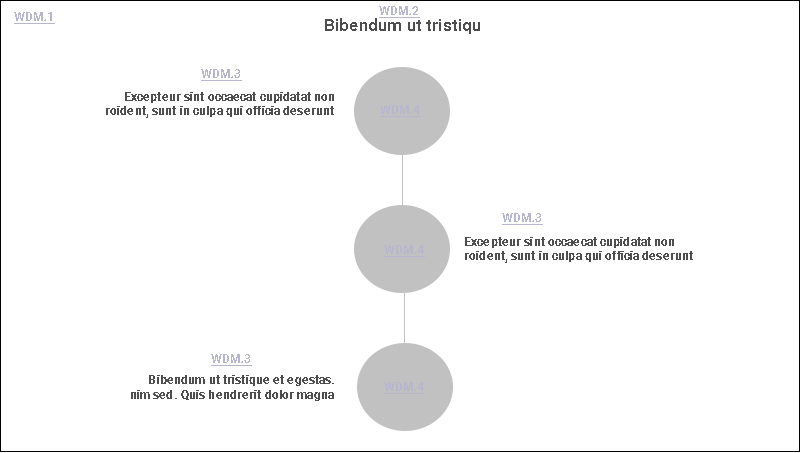 WDM.1
WDM.2
Bibendum ut tristiqu
WDM.3
Excepteur sint occaecat cupidatat non
roident, sunt in culpa qui officia deserunt
WDM.4
WDM.3
Excepteur sint occaecat cupidatat non
roident, sunt in culpa qui officia deserunt
WDM.4
WDM.3
Bibendum ut tristique et egestas.
nim sed. Quis hendrerit dolor magna
WDM.4